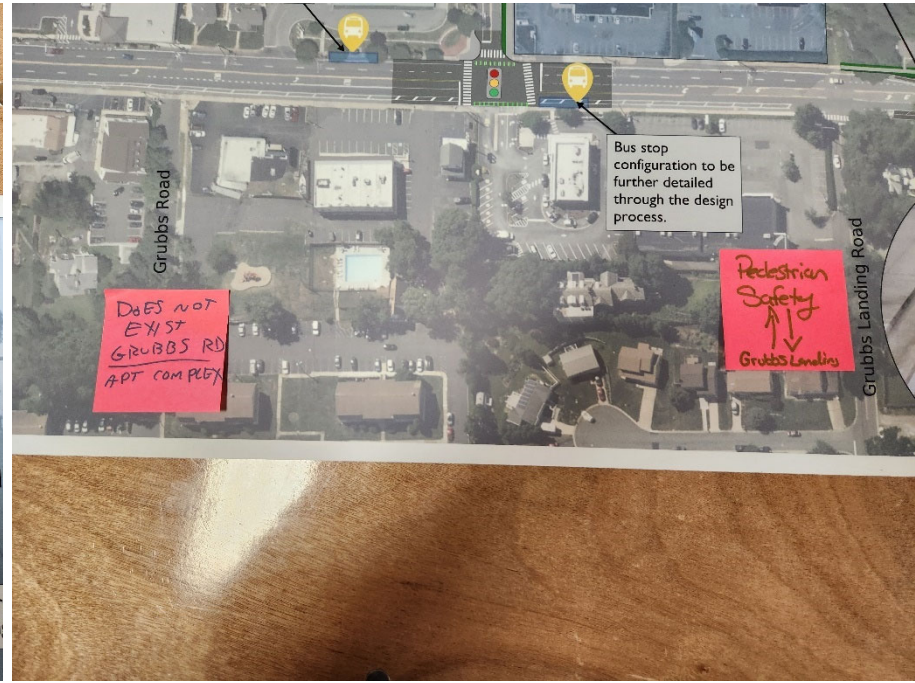 Bus stop
configuration to be
further detailed
through the design
process.
Grubbs Road
Grubbs Landing Road
DOES NOT
EXIST
GRUBBS RD
APT COMPLEX
Pedestrian
Safety
Grubbs Landing